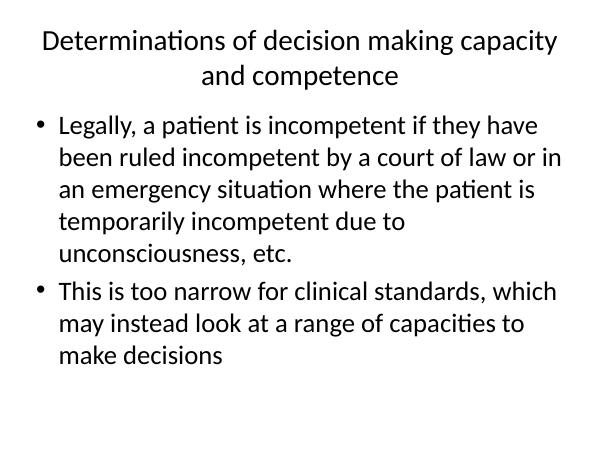 Determinations of decision making capacity
and competence
• Legally, a patient is incompetent if they have
been ruled incompetent by a court of law or in
an emergency situation where the patient is
temporarily incompetent due to
unconsciousness, etc.
• This is too narrow for clinical standards, which
may instead look at a range of capacities to
make decisions